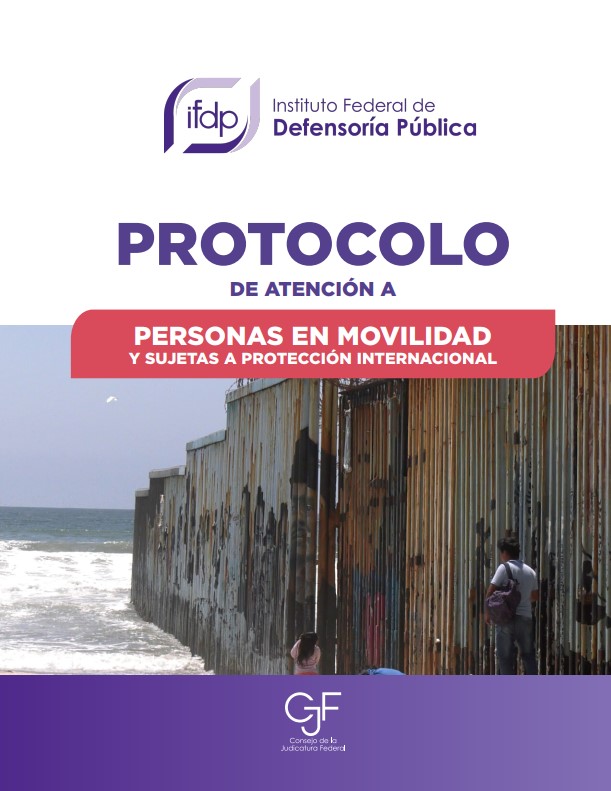 ifdp
Instituto Federal de
Defensoría Pública
PROTOCOLO
DE ATENCIÓN A
PERSONAS EN MOVILIDAD
Y SUJETAS A PROTECCIÓN INTERNACIONAL
CJF
Consejo de la
Judicatura Federal